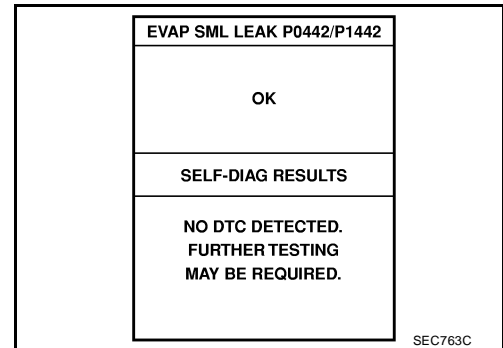 EVAP SML LEAK P0442/P1442
OK
SELF-DIAG RESULTS
NO DTC DETECTED.
FURTHER TESTING
MAY BE REQUIRED.
SEC763C